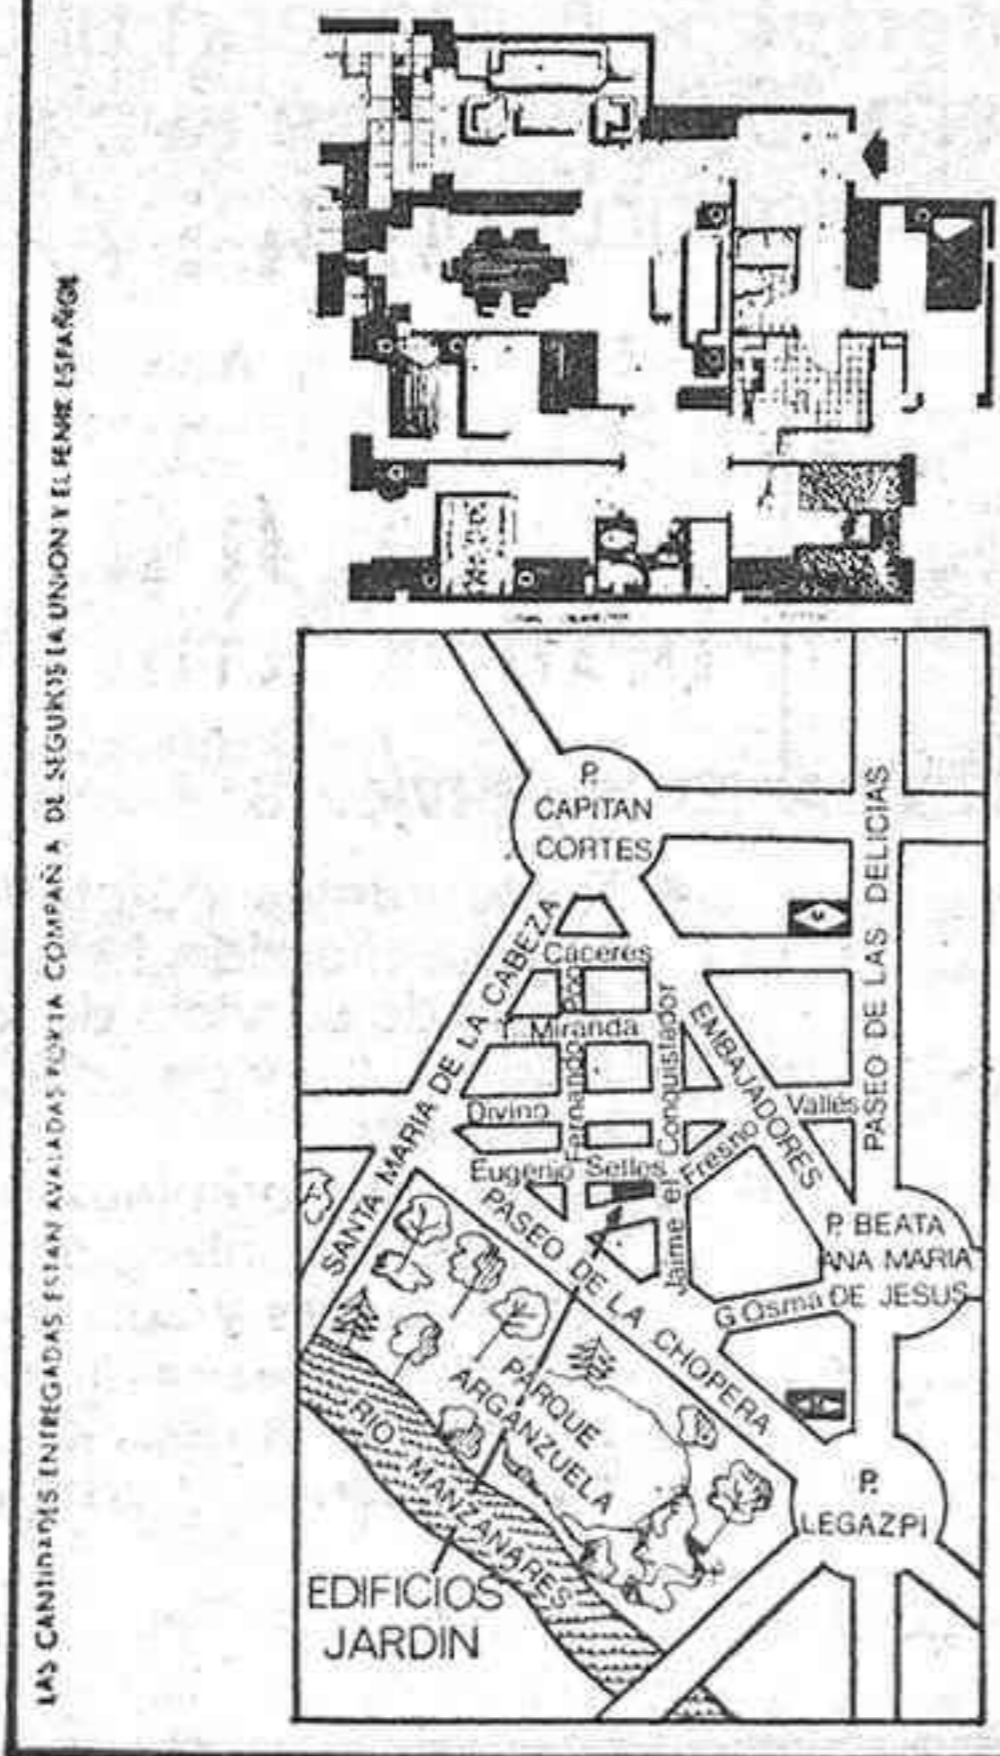 LAS CANTIDADES ENTREGADAS ESTAN AVALADAS POR LA COMPAÑIA DE SEGUROS LA UNION Y EL FENIX ESPAÑOL
P.
CAPITAN
CORTES
PASEO DE LAS DELICIAS
SANTA MARIA DE LA CABEZA
Caceres
T. Miranda
Fernando Poo
Jaime el Conquistador
EMBAJADORES
Divino
Vallés
Eugenio Selles
Fresno
PASEO DE LA CHOPERA
P. BEATA
ANA MARIA
DE JESUS
G Osma
PARQUE
ARGANZUELA
RIO MANZANARES
P.
LEGAZPI
EDIFICIOS
JARDIN